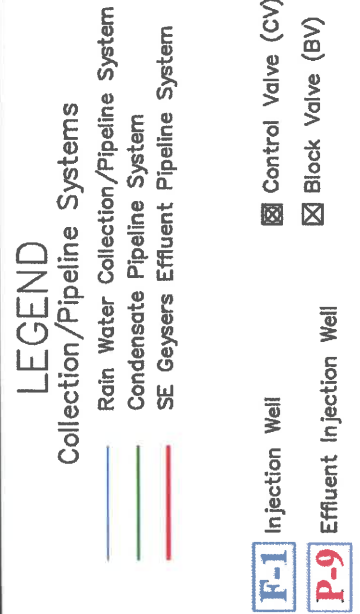 LEGEND
Collection/Pipeline Systems
Rain Water Collection/Pipeline System
Condensate Pipeline System
SE Geysers Effluent Pipeline System
F-1 Injection Well
Control Valve (CV)
P-9 Effluent Injection Well
Block Valve (BV)